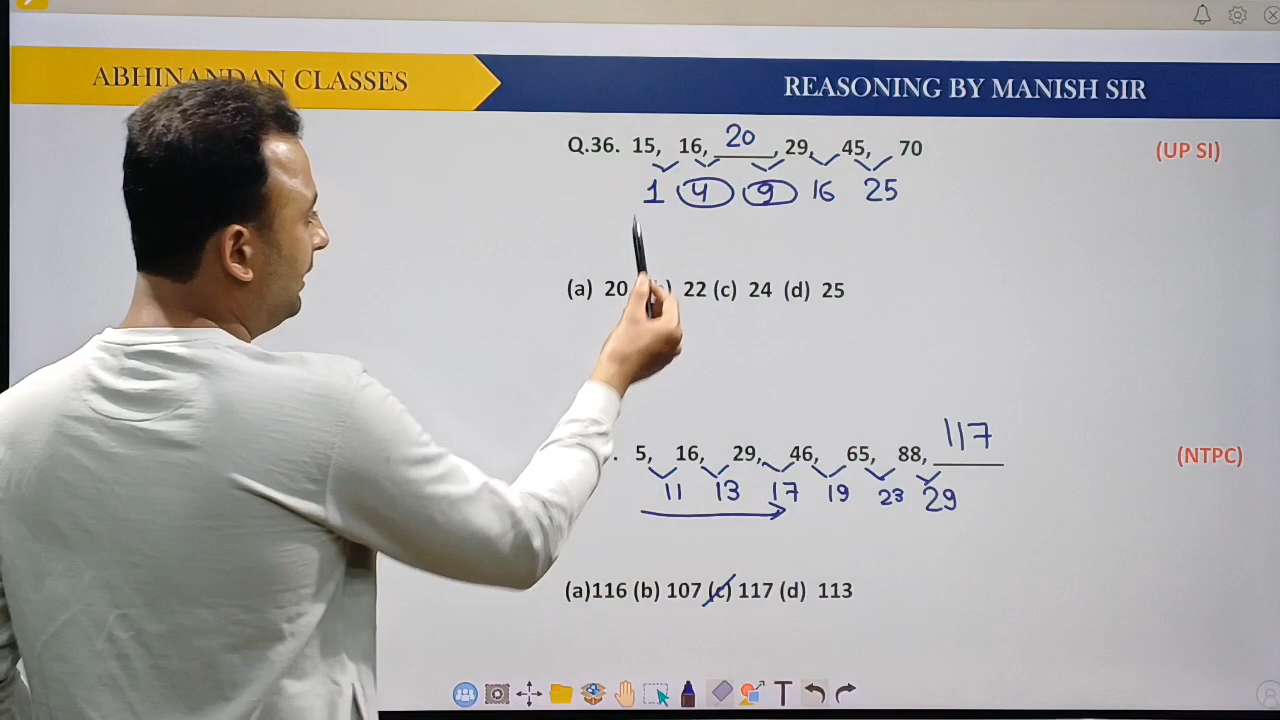 ABHINANDAN CLASSES
REASONING BY MANISH SIR
20
Q.36. 15, 16, ____, 29, 45, 70
(UP SI)
1 4 9 16 25
(a) 20 ) 22 (c) 24 (d) 25
117
. 5, 16, 29, 46, 65, 88, ____
(NTPC)
11 13 17 19 23 29
(a)116 (b) 107 (c) 117 (d) 113
T